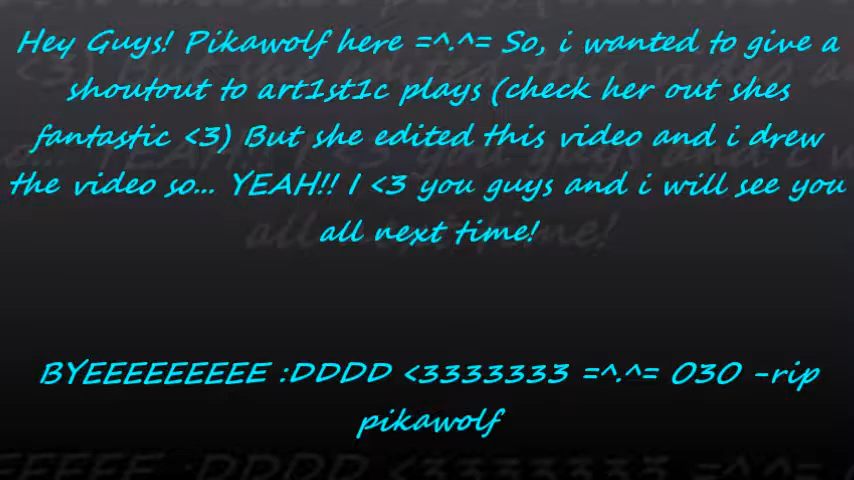 Hey Guys! Pikawolf here =^.^= So, i wanted to give a
shoutout to art1st1c plays (check her out shes
fantastic <3) But she edited this video and i drew
the video so... YEAH!! I <3 you guys and i will see you
all next time!
BYEEEEEEEEEE :DDDD <3333333 =^.^= O3O -rip
pikawolf